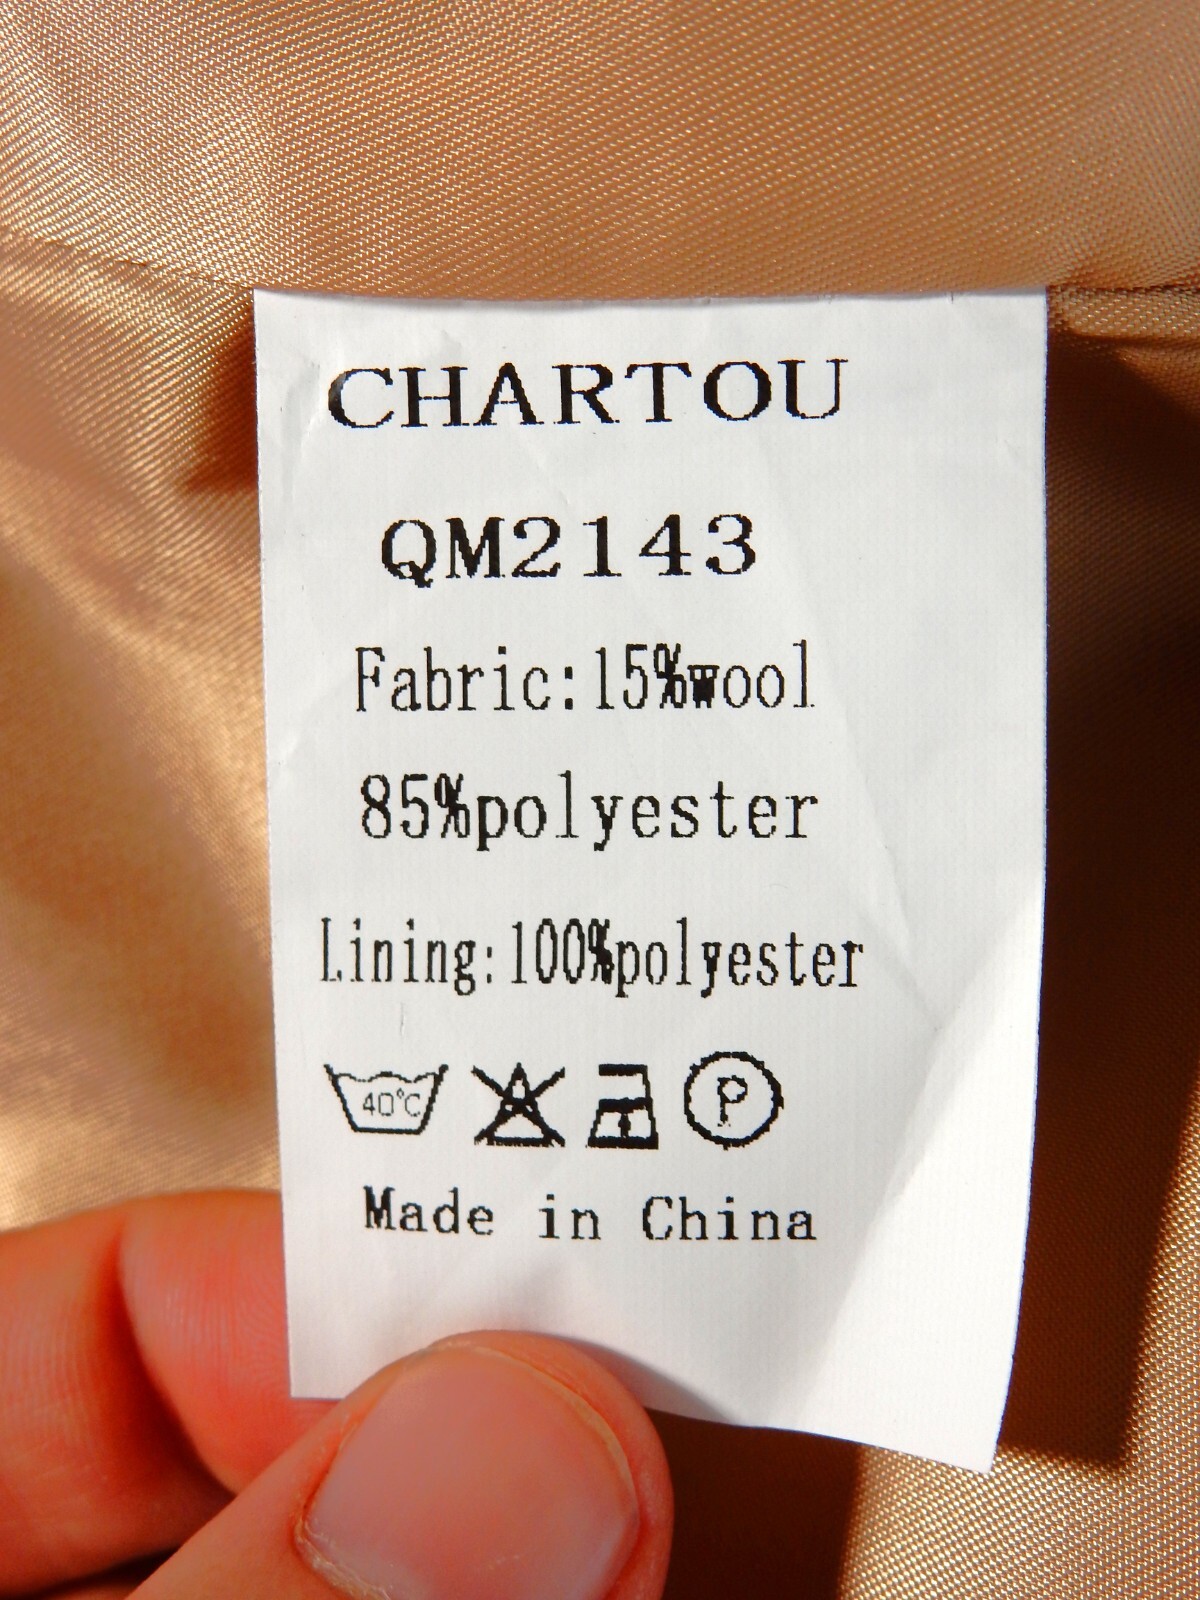 CHARTOU
QM2143
Fabric:15%wool
85%polyester
Lining:100%polyester
40°C P
Made in China